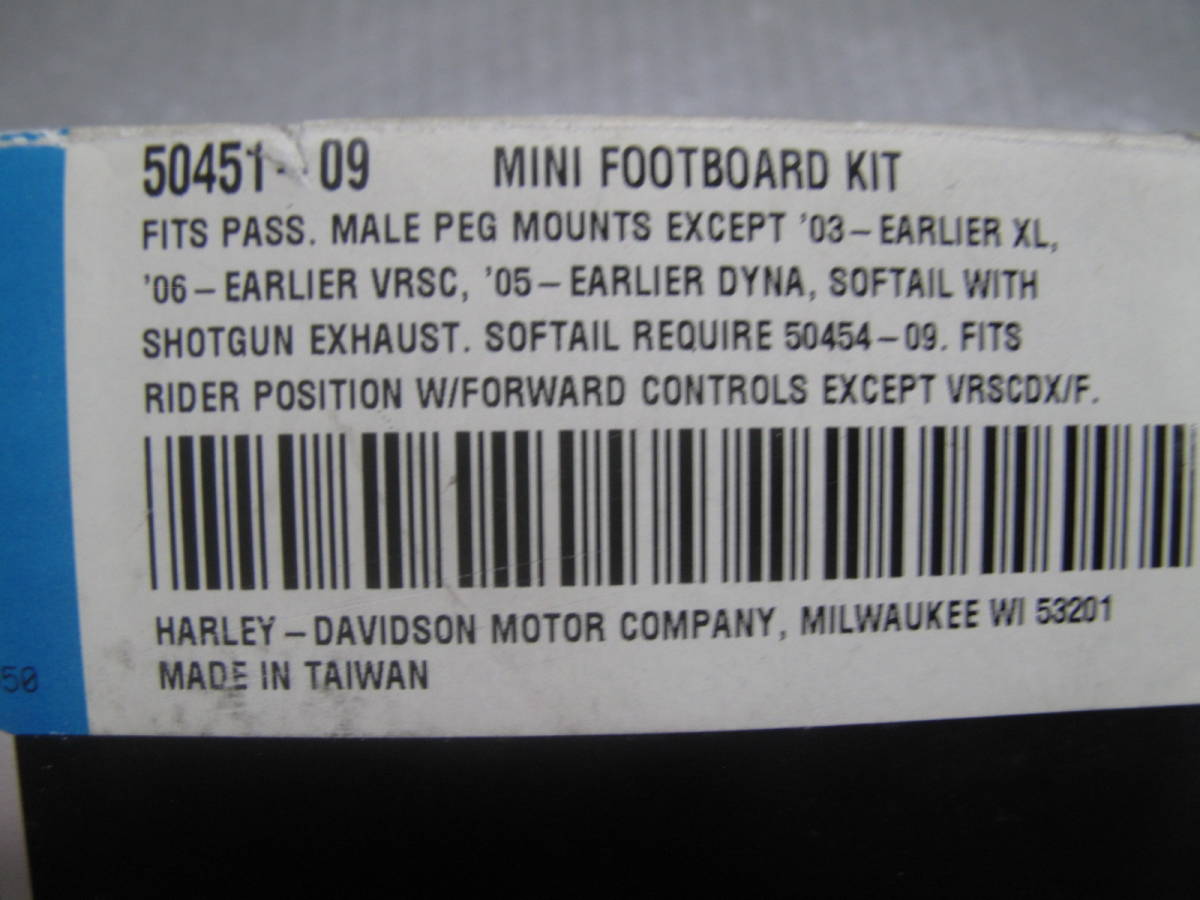 50451-09 MINI FOOTBOARD KIT
FITS PASS. MALE PEG MOUNTS EXCEPT '03-EARLIER XL,
'06-EARLIER VRSC, '05-EARLIER DYNA, SOFTAIL WITH
SHOTGUN EXHAUST. SOFTAIL REQUIRE 50454-09. FITS
RIDER POSITION W/FORWARD CONTROLS EXCEPT VRSCDX/F.
HARLEY-DAVIDSON MOTOR COMPANY, MILWAUKEE WI 53201
MADE IN TAIWAN
50